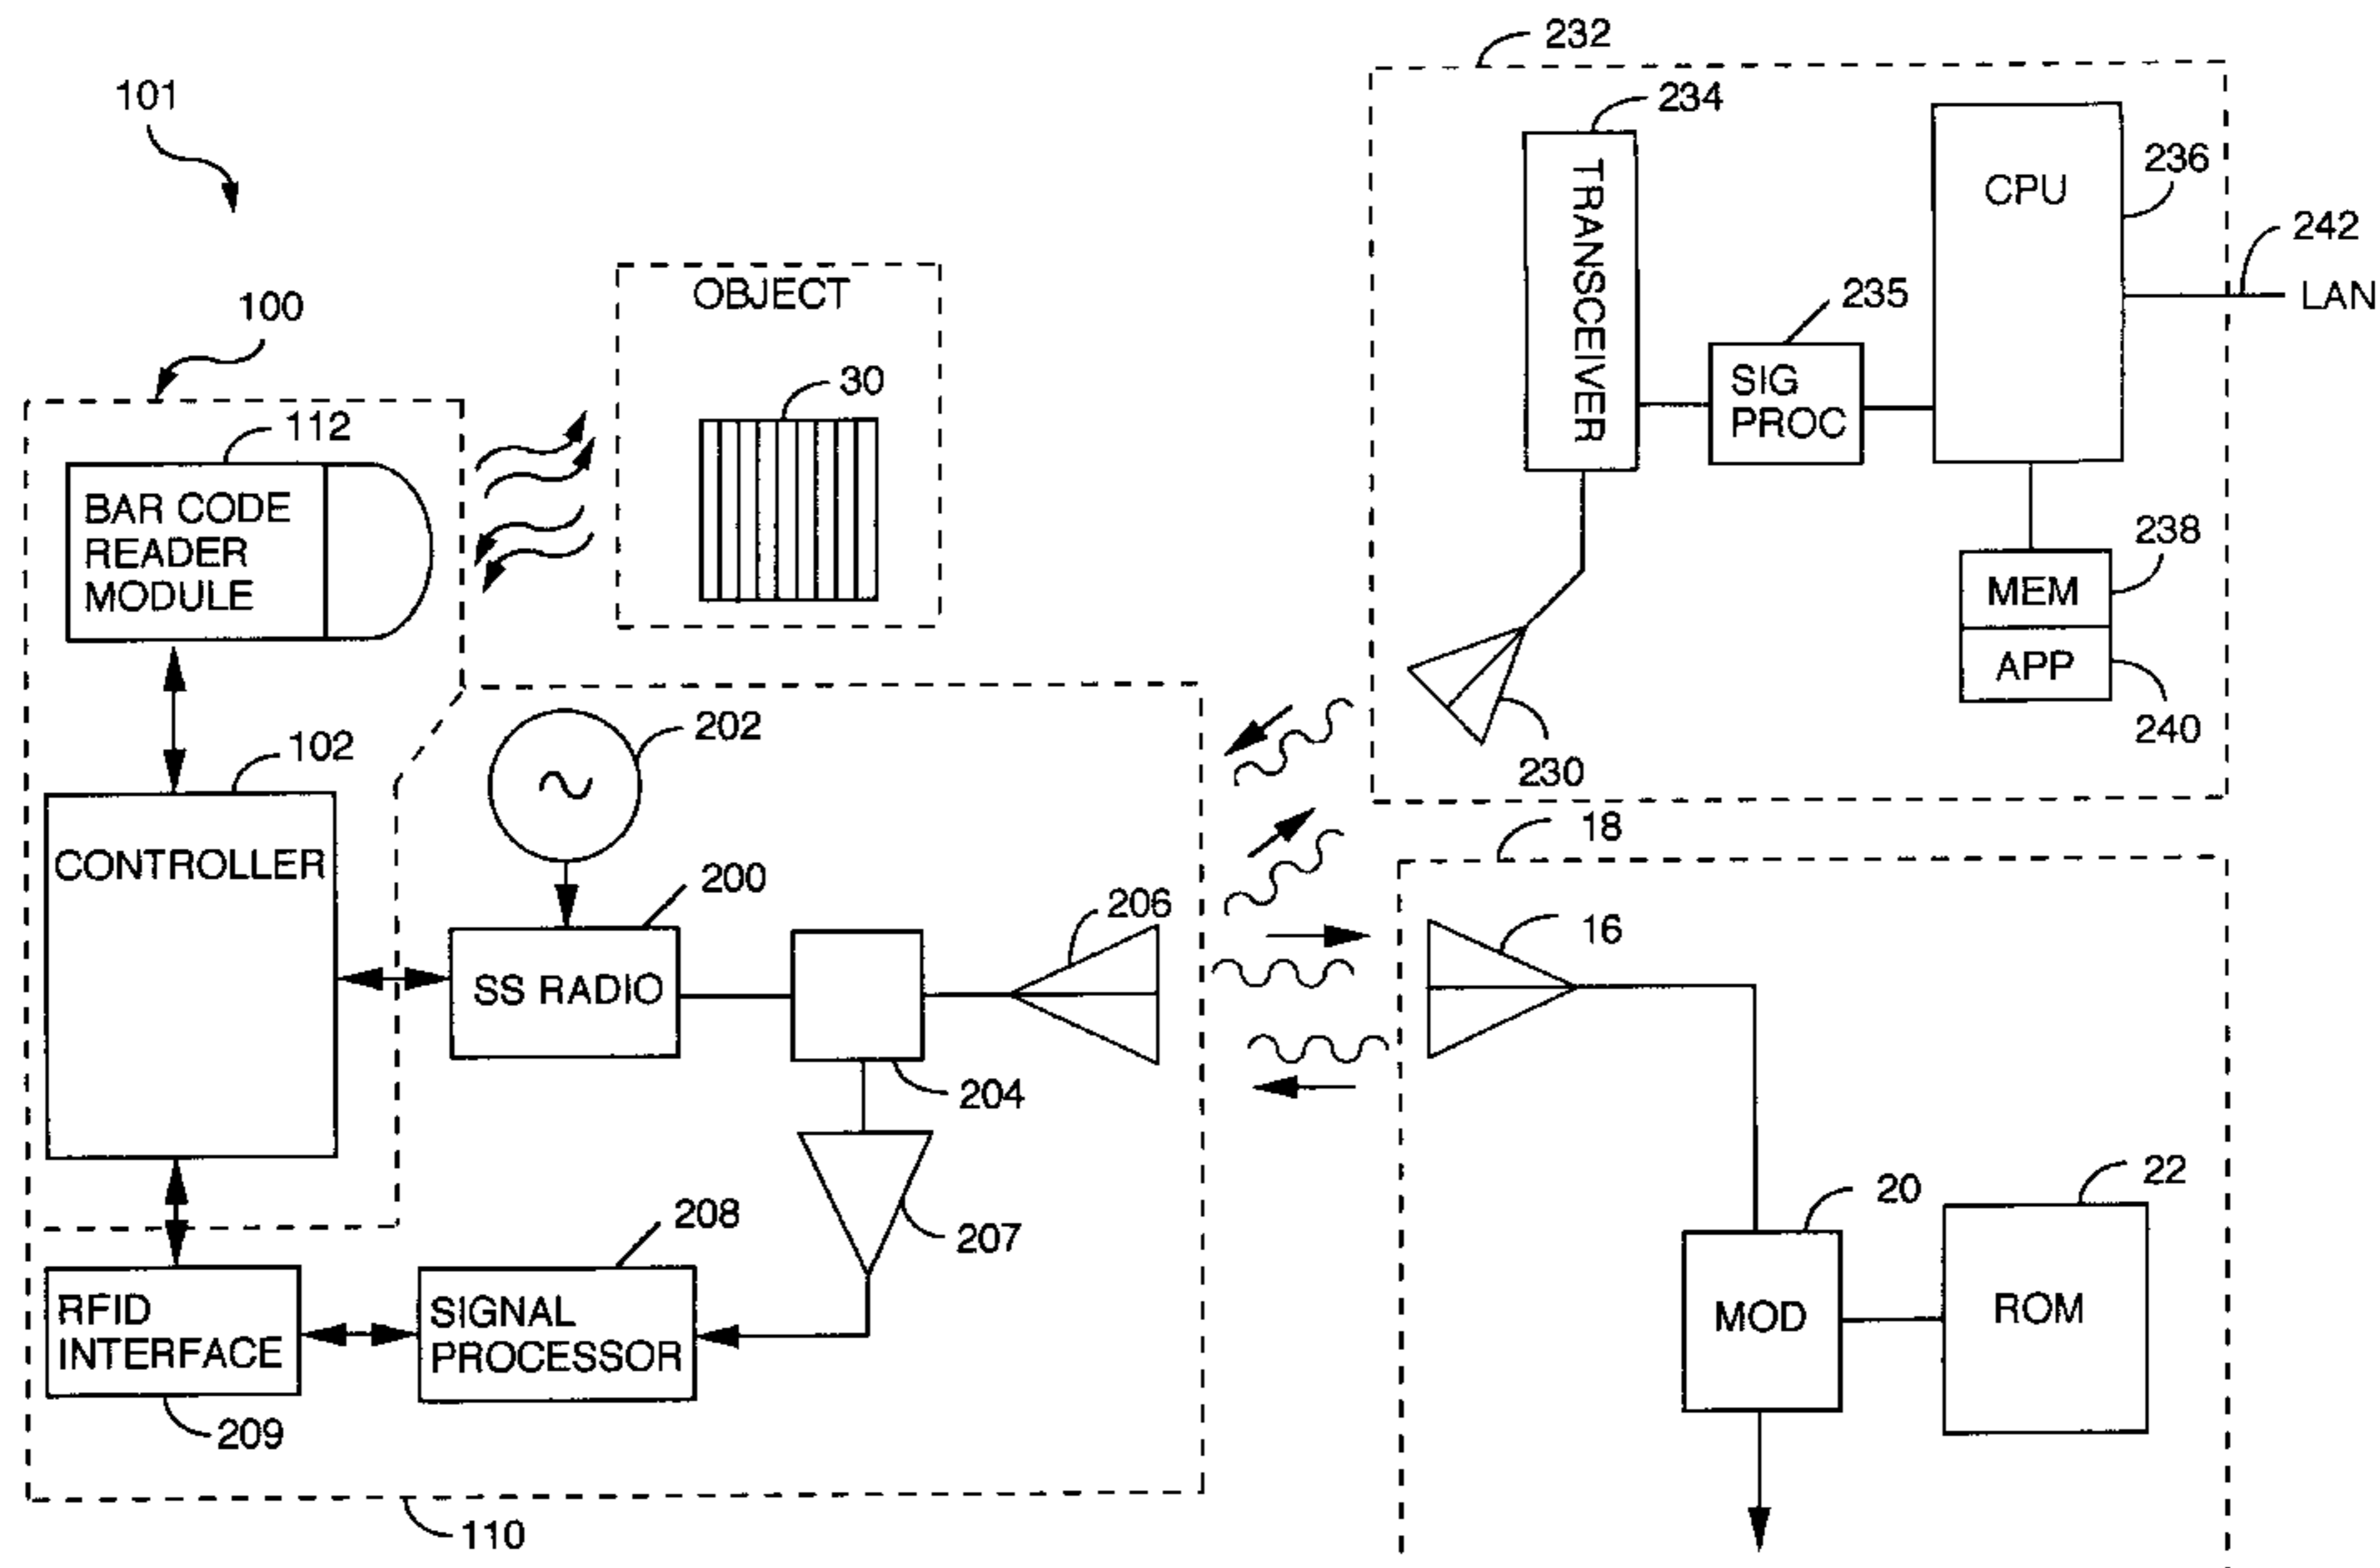 101
100
112
BAR CODE
READER
MODULE
OBJECT
30
102
CONTROLLER
202
200
SS RADIO
206
204
207
208
SIGNAL
PROCESSOR
RFID
INTERFACE
209
110
232
234
TRANSCEIVER
235
SIG
PROC
CPU
236
242
LAN
238
MEM
APP
240
230
18
16
20
MOD
22
ROM